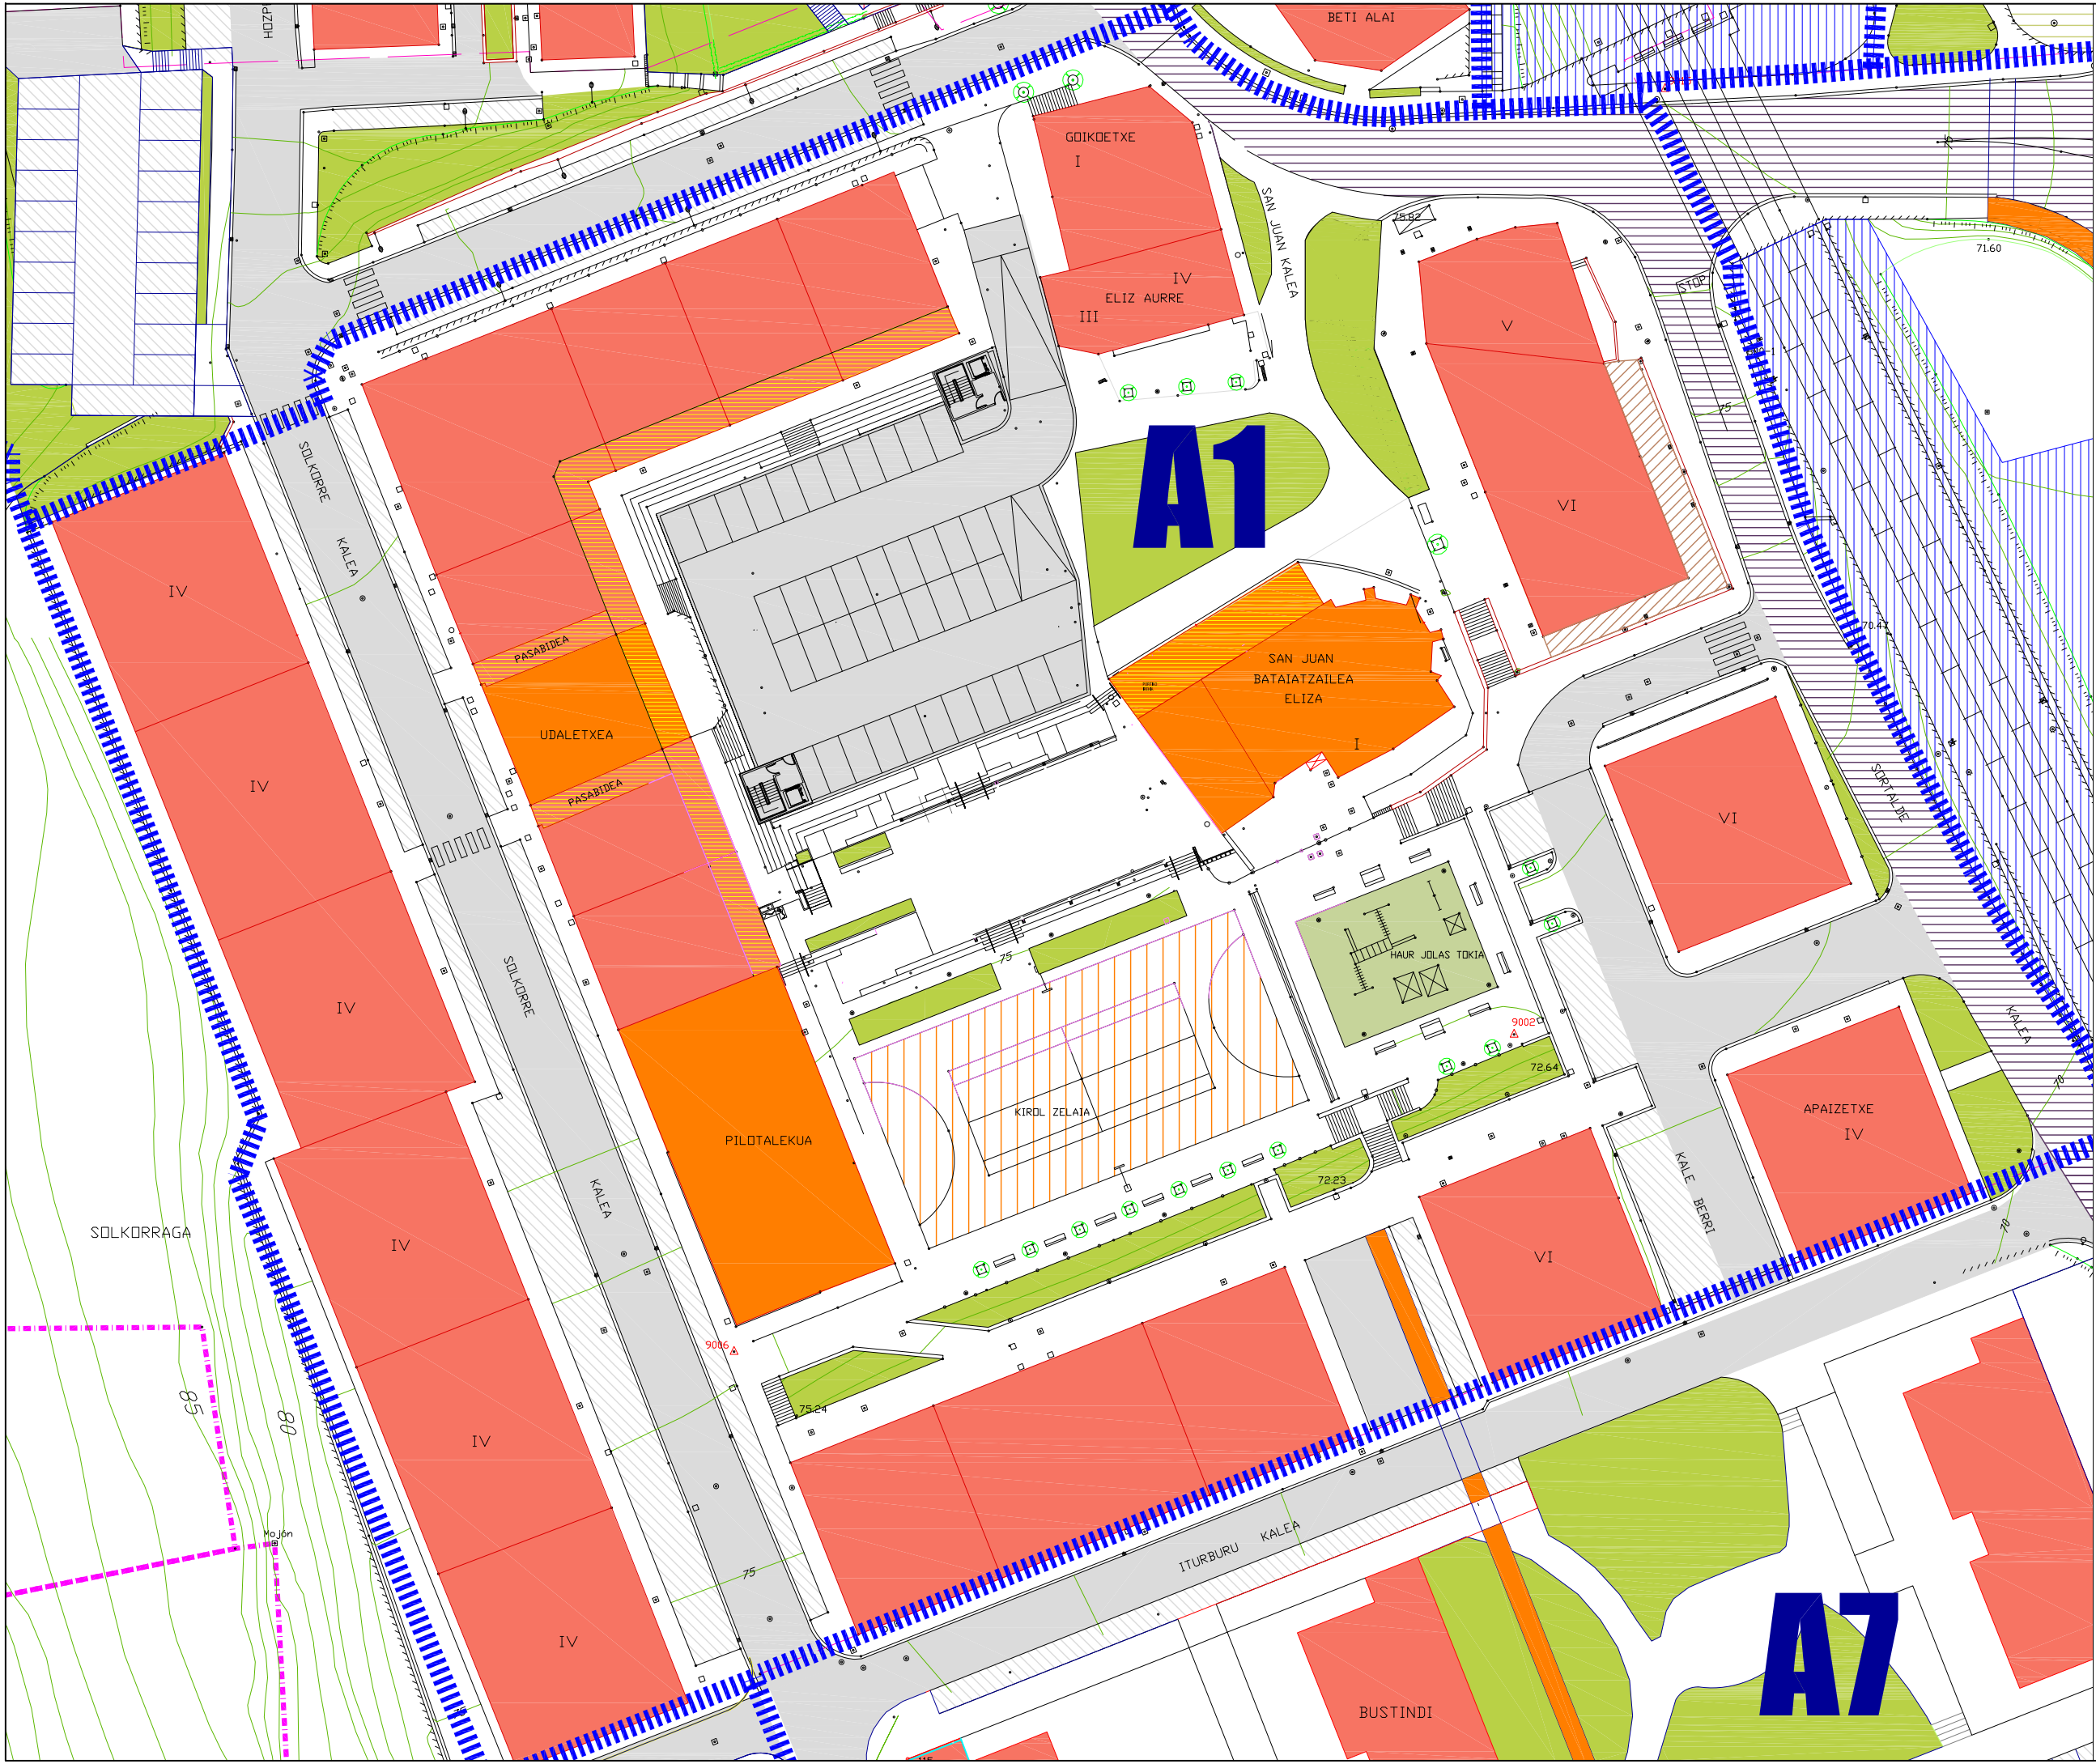 BETI ALAI
GOIKOETXE
I
SAN JUAN KALEA
75.82
71.60
STOP
IV
ELIZ AURRE
III
V
75
A1
SOLKORRE
KALEA
IV
VI
70.47
PASABIDEA
SAN JUAN
BATAIATZAILEA
ELIZA
UDALETXEA
I
IV
PASABIDEA
VI
SORTALDE
KALEA
SOLKORRE
KALEA
75
HAUR JOLAS TOKIA
IV
9002
72.64
70
KIROL ZELAIA
APAIZETXE
IV
PILOTALEKUA
72.23
KALE BERRI
70
SOLKORRAGA
IV
VI
9006
85
80
75.24
IV
Mojón
ITURBURU KALEA
75
IV
A7
BUSTINDI